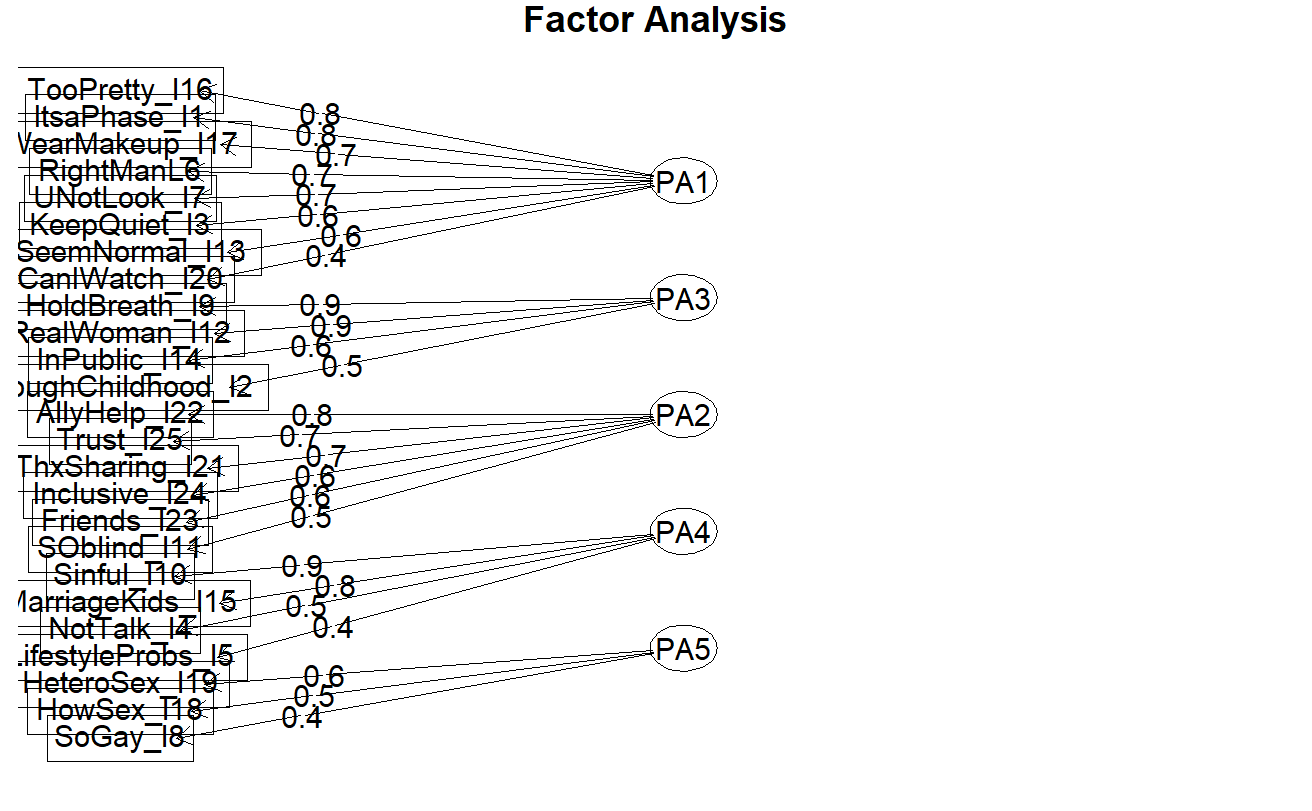 Factor Analysis
TooPretty_I16
0.8
ItsaPhase_I1
0.8
WearMakeup_I17
0.7
RightManL6
0.7
PA1
UNotLook_I7
0.7
KeepQuiet_I3
0.6
SeemNormal_I13
0.6
CanIWatch_I20
0.4
HoldBreath_I9
0.9
PA3
RealWoman_I12
0.9
InPublic_I14
0.6
oughChildhood_I2
0.5
AllyHelp_I22
0.8
PA2
Trust_I25
0.7
ThxSharing_I21
0.7
Inclusive_I24
0.6
Friends_I23
0.6
SOblind_I11
0.5
PA4
Sinful_I10
0.9
MarriageKids_I15
0.8
NotTalk_I4
0.5
LifestyleProbs_I5
0.4
PA5
HeteroSex_I19
0.6
HowSex_I18
0.5
SoGay_I8
0.4